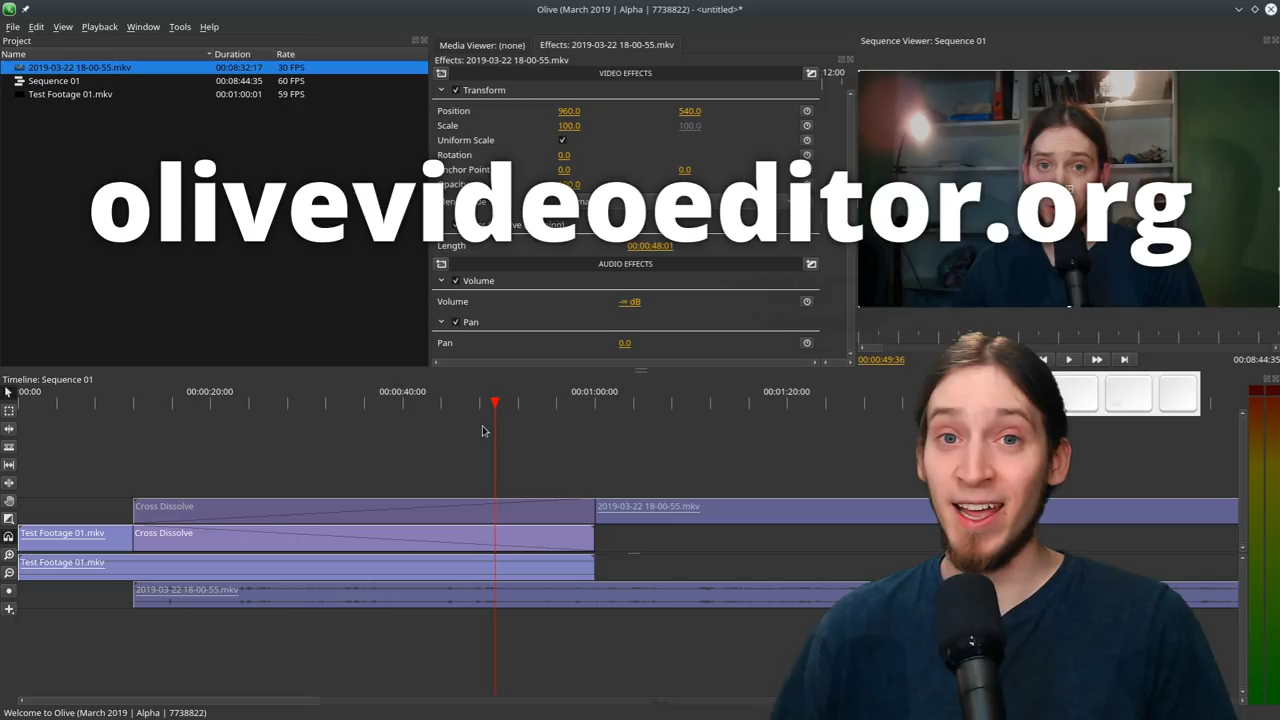 Olive (March 2019 | Alpha | 7738822) - <untitled>*
File Edit View Playback Window Tools Help
Project
Name Duration Rate
2019-03-22 18-00-55.mkv 00:08:32:17 30 FPS
Sequence 01 00:08:44:35 60 FPS
Test Footage 01.mkv 00:01:00:01 59 FPS
Media Viewer: (none) Effects: 2019-03-22 18-00-55.mkv
Effects: 2019-03-22 18-00-55.mkv
VIDEO EFFECTS 12:00
Transform
Position 960.0 540.0
Scale 100.0 100.0
Uniform Scale
Rotation 0.0
Anchor Point 0.0 0.0
olivevideoeditor.org
Length 00:00:48:01
AUDIO EFFECTS
Volume
Volume -∞ dB
Pan
Pan 0.0
Sequence Viewer: Sequence 01
00:00:49:36 00:08:44:35
Timeline: Sequence 01
00:00 00:00:20:00 00:00:40:00 00:01:00:00 00:01:20:00
Cross Dissolve 2019-03-22 18-00-55.mkv
Test Footage 01.mkv Cross Dissolve
Test Footage 01.mkv
2019-03-22 18-00-55.mkv
Welcome to Olive (March 2019 | Alpha | 7738822)